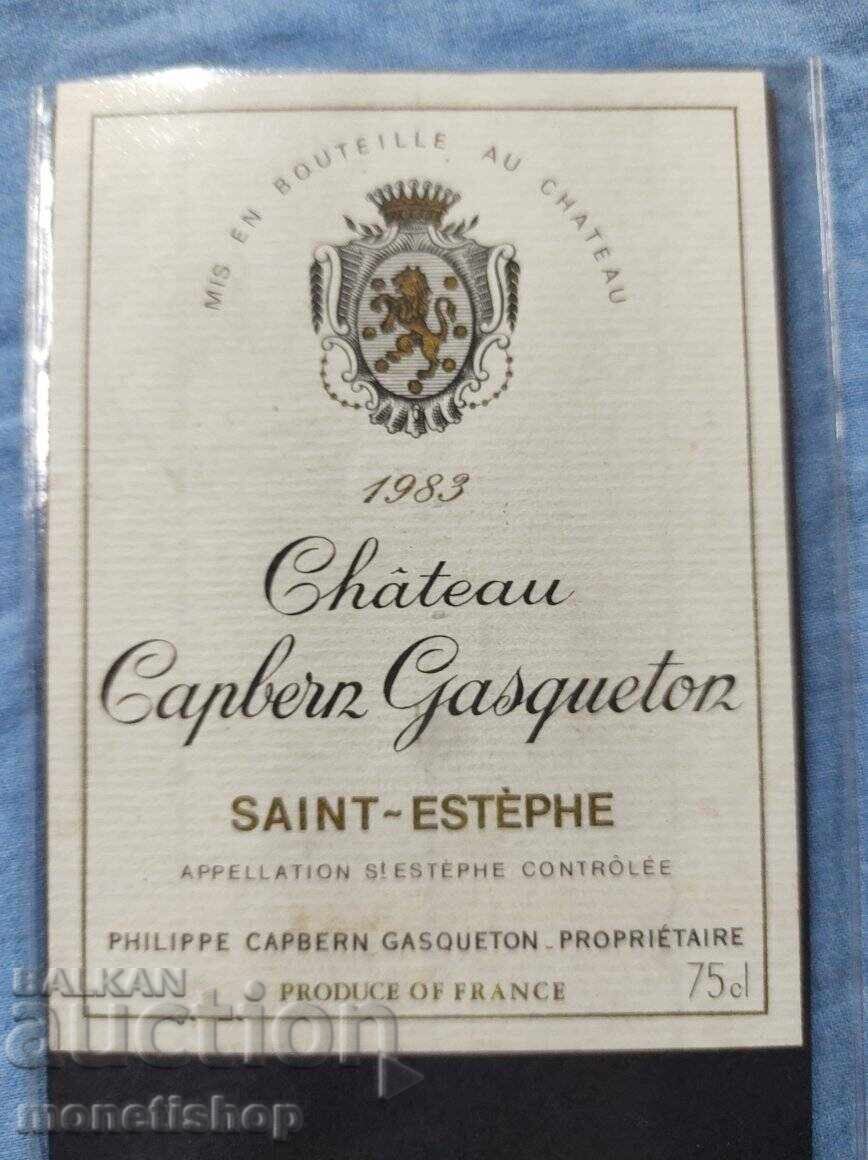 MIS EN BOUTEILLE AU CHATEAU
1983
Château
Capbern Gasqueton
SAINT~ESTÈPHE
APPELLATION ST ESTÈPHE CONTRÔLÉE
PHILIPPE CAPBERN GASQUETON - PROPRIÉTAIRE
PRODUCE OF FRANCE 75cl
BALKAN
auction
monetishop